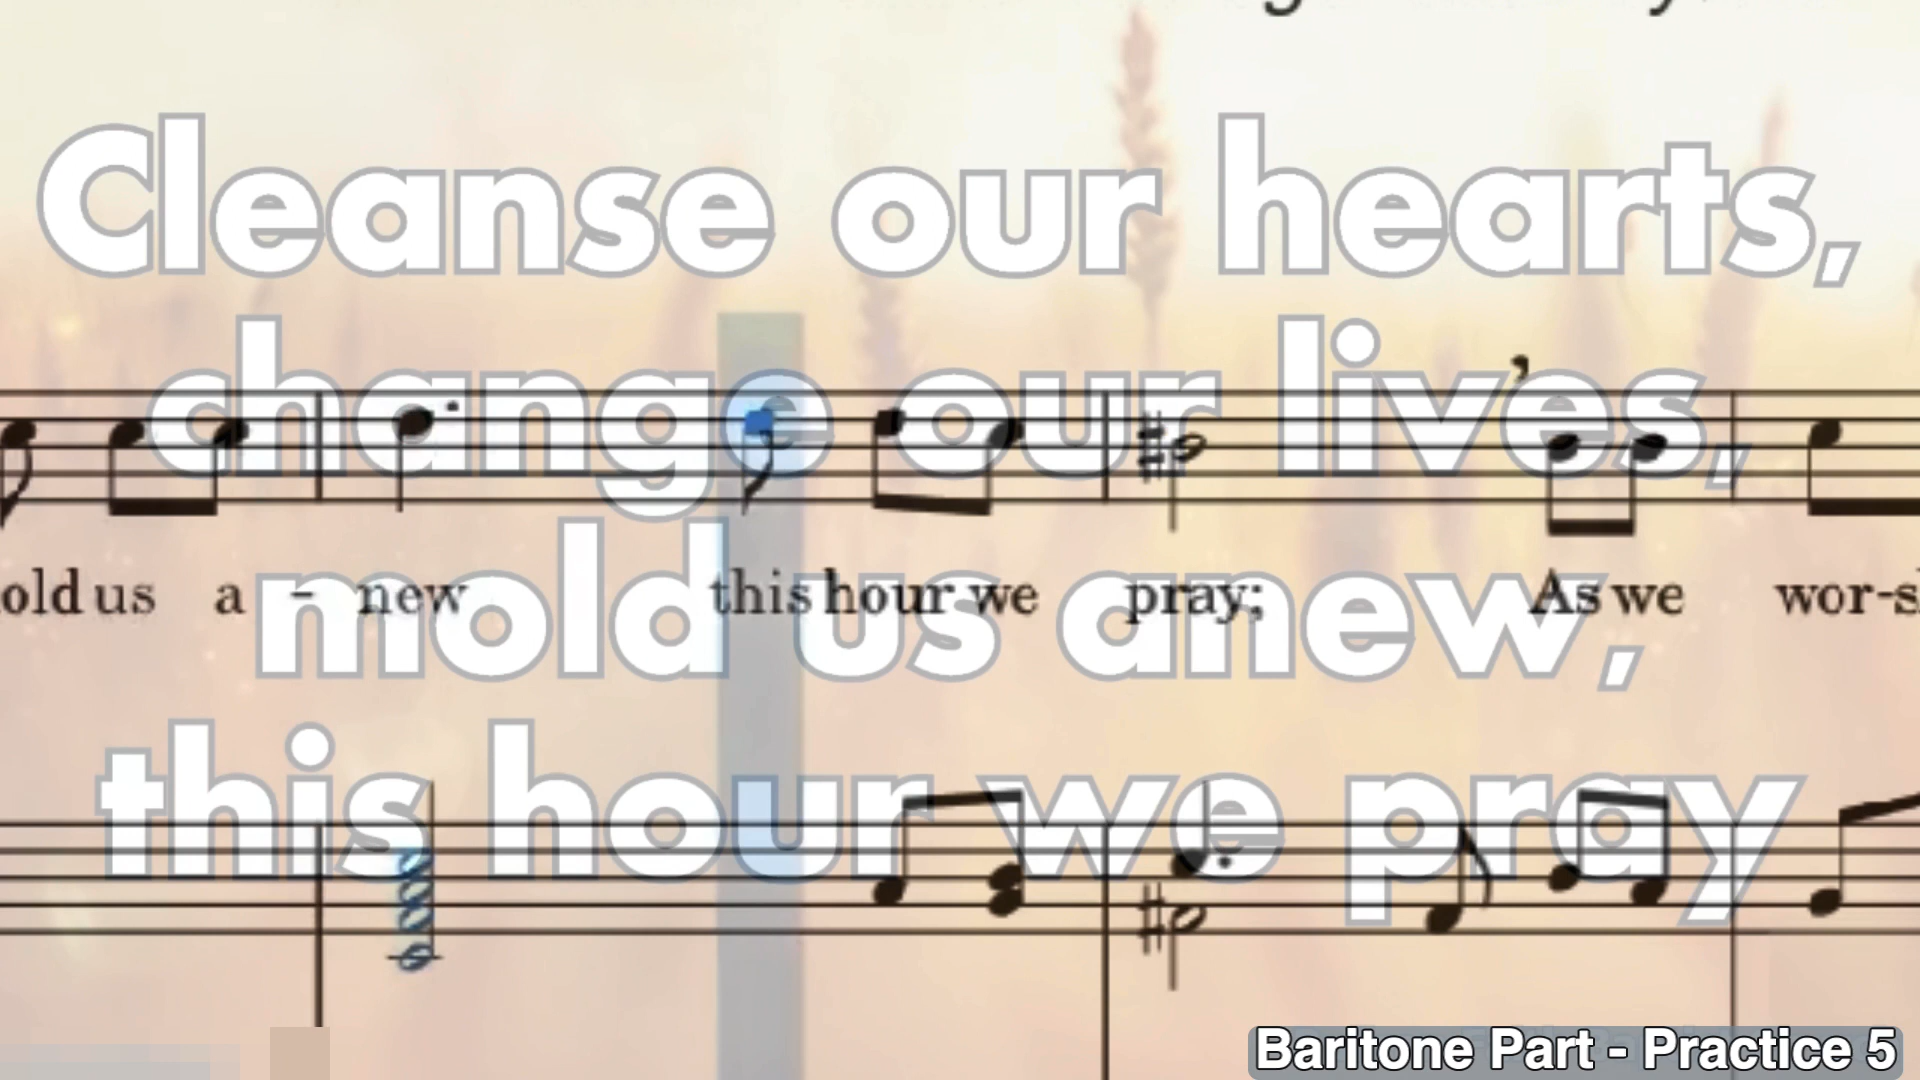 Cleanse our hearts,
change our lives,
old us a - new this hour we pray; As we wor-s
mold us anew,
this hour we pray
Baritone Part - Practice 5